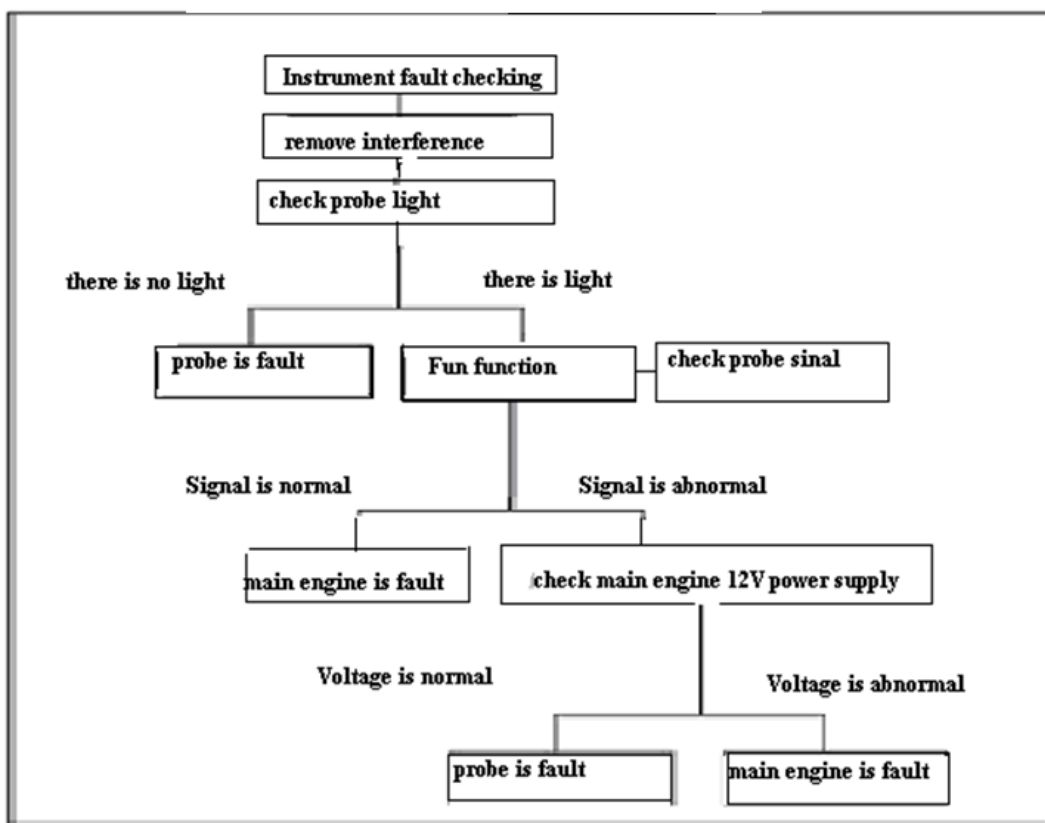 Instrument fault checking
remove interference
check probe light
there is no light
there is light
probe is fault
Fun function
check probe sinal
Signal is normal
Signal is abnormal
main engine is fault
check main engine 12V power supply
Voltage is normal
Voltage is abnormal
probe is fault
main engine is fault